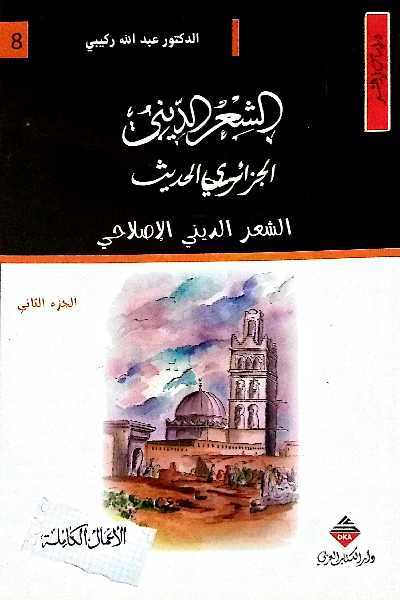 8
الدكتور عبد الله ركيبي
الشعر الديني
الجزائري الحديث
الشعر الديني الإصلاحي
الجزء الثاني
الأعمال الكاملة
DKA
دار الكتاب العربي